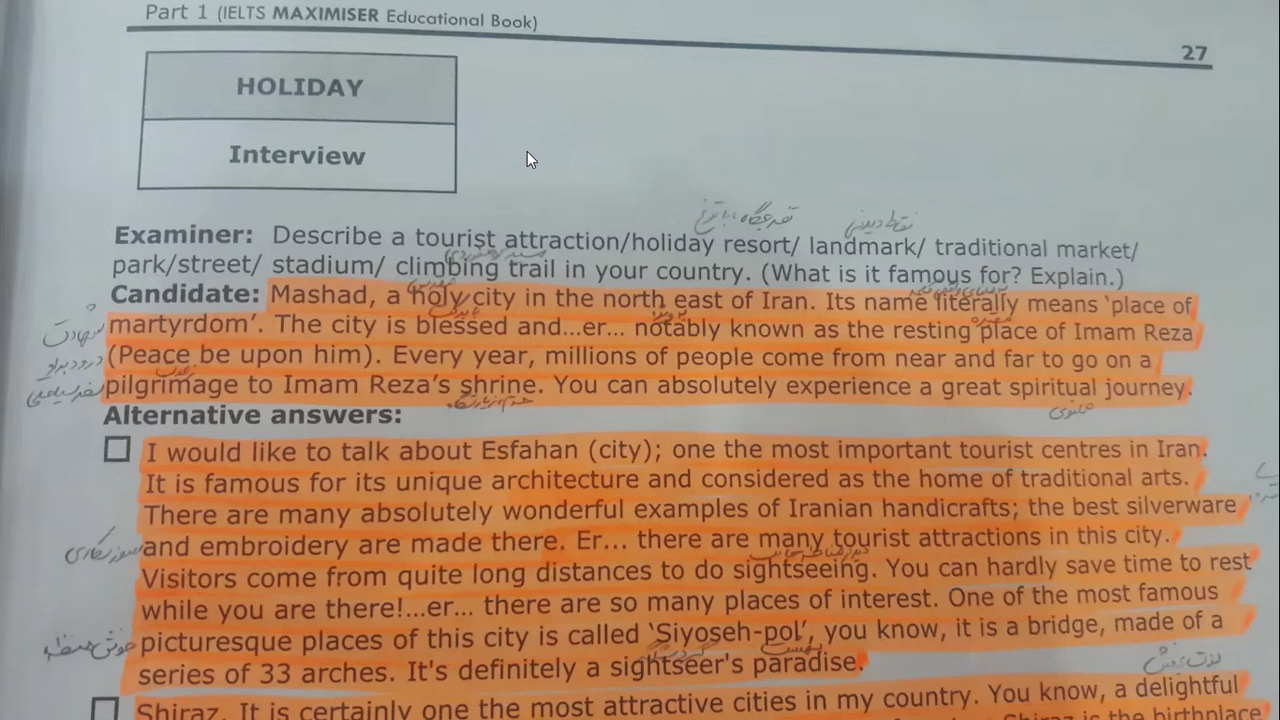 Part 1 (IELTS MAXIMISER Educational Book)
27
HOLIDAY
Interview
تفرجگاه
Examiner: Describe a tourist attraction/holiday resort/ landmark/ traditional market/
park/street/ stadium/ climbing trail in your country. (What is it famous for? Explain.)
Candidate: Mashad, a holy city in the north east of Iran. Its name literally means ‘place of
شهادت
martyrdom’. The city is blessed and...er... notably known as the resting place of Imam Reza
(Peace be upon him). Every year, millions of people come from near and far to go on a
pilgrimage to Imam Reza’s shrine. You can absolutely experience a great spiritual journey.
معنوی
Alternative answers:
I would like to talk about Esfahan (city); one the most important tourist centres in Iran.
It is famous for its unique architecture and considered as the home of traditional arts.
There are many absolutely wonderful examples of Iranian handicrafts; the best silverware
سوزنکاری
and embroidery are made there. Er... there are many tourist attractions in this city.
Visitors come from quite long distances to do sightseeing. You can hardly save time to rest
while you are there!...er... there are so many places of interest. One of the most famous
خوش منظره
picturesque places of this city is called ‘Siyoseh-pol’, you know, it is a bridge, made of a
بهشت
series of 33 arches. It's definitely a sightseer's paradise.
لذت بخش
Shiraz. It is certainly one the most attractive cities in my country. You know, a delightful